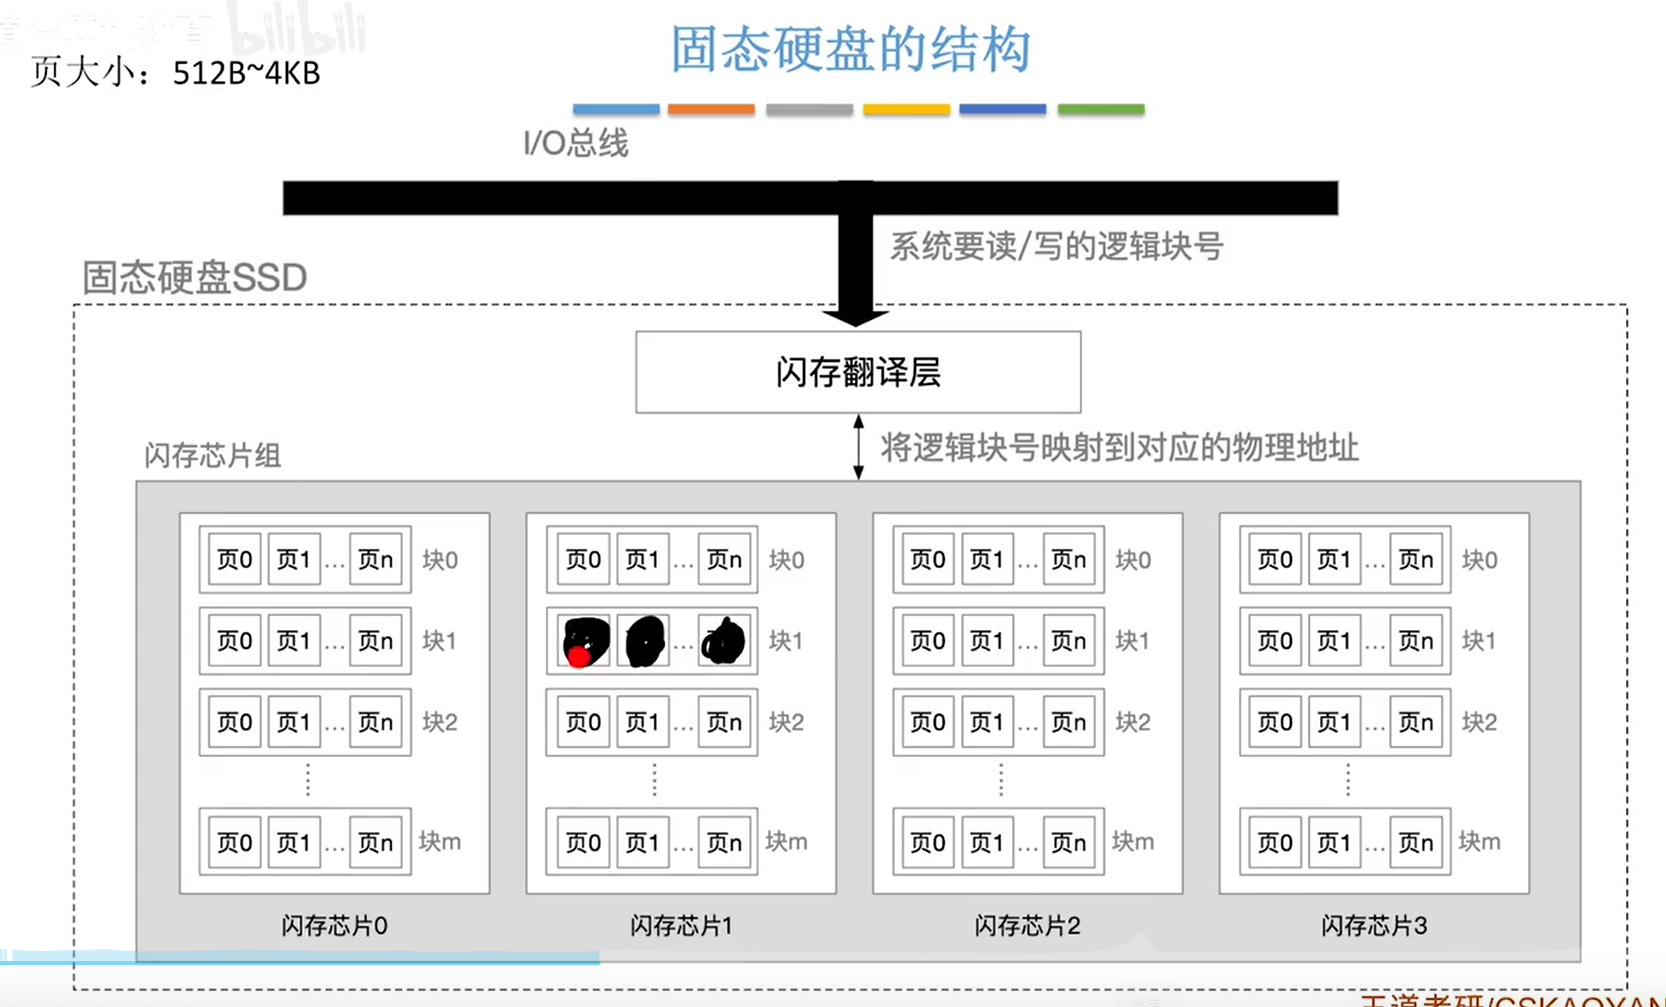 bilibili
固态硬盘的结构
页大小：512B~4KB
I/O总线
系统要读/写的逻辑块号
固态硬盘SSD
闪存翻译层
将逻辑块号映射到对应的物理地址
闪存芯片组
页0 页1 ... 页n 块0 页0 页1 ... 页n 块0 页0 页1 ... 页n 块0 页0 页1 ... 页n 块0
页0 页1 ... 页n 块1 ... 块1 页0 页1 ... 页n 块1 页0 页1 ... 页n 块1
页0 页1 ... 页n 块2 页0 页1 ... 页n 块2 页0 页1 ... 页n 块2 页0 页1 ... 页n 块2
页0 页1 ... 页n 块m 页0 页1 ... 页n 块m 页0 页1 ... 页n 块m 页0 页1 ... 页n 块m
闪存芯片0 闪存芯片1 闪存芯片2 闪存芯片3
王道考研/CSKAOYAN